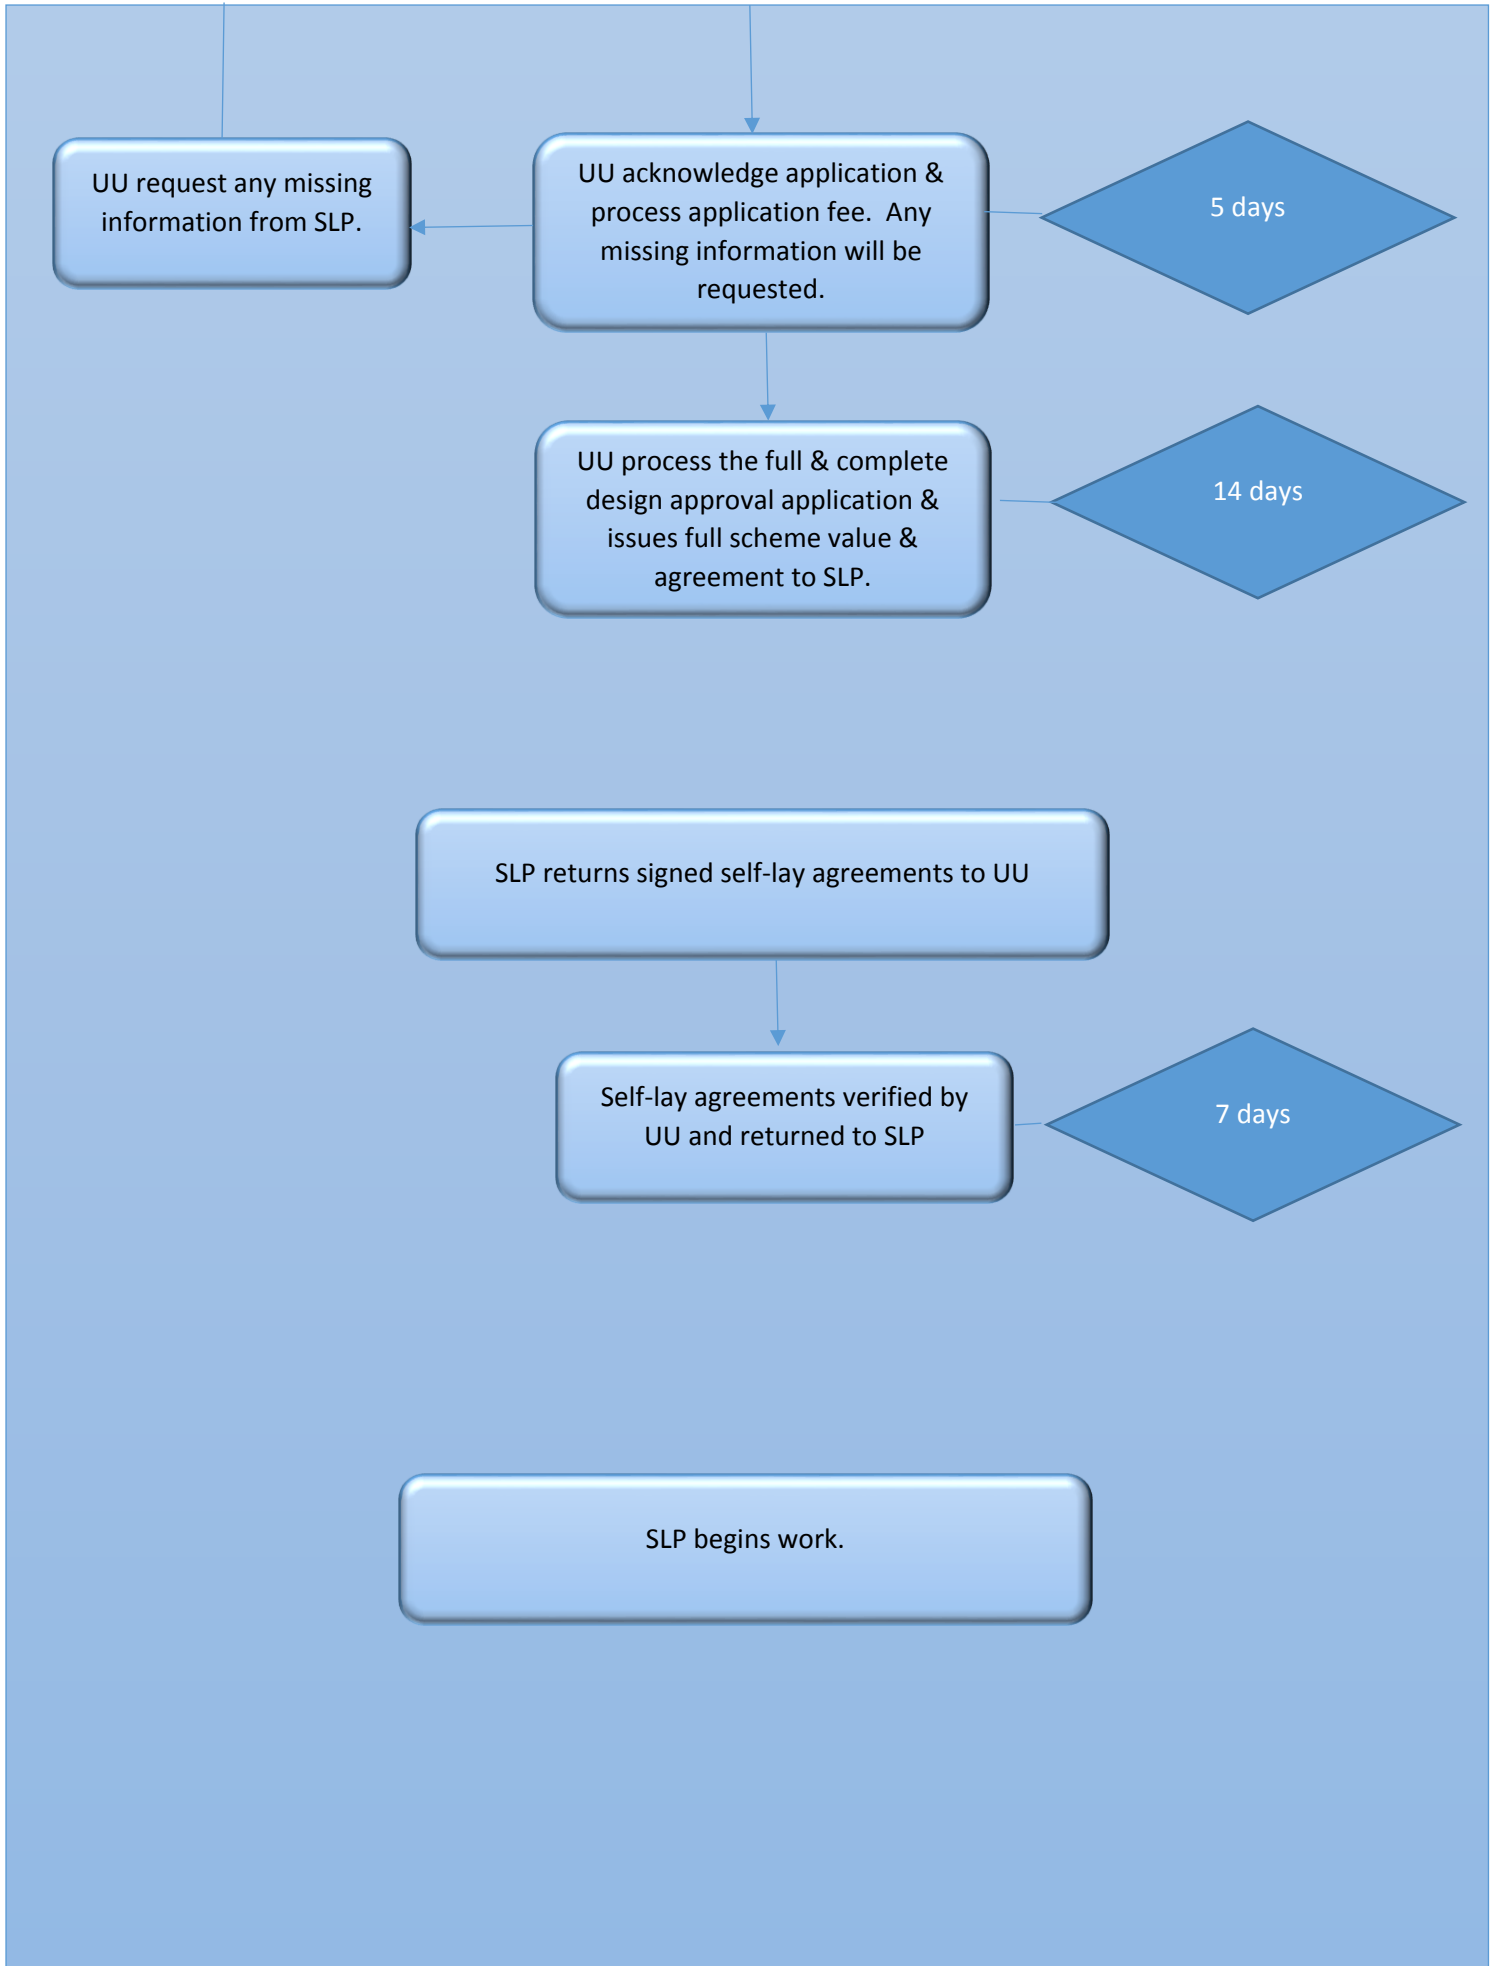 UU request any missing
information from SLP.
UU acknowledge application &
process application fee.  Any
missing information will be
requested.
5 days
UU process the full & complete
design approval application &
issues full scheme value &
agreement to SLP.
14 days
SLP returns signed self-lay agreements to UU
Self-lay agreements verified by
UU and returned to SLP
7 days
SLP begins work.